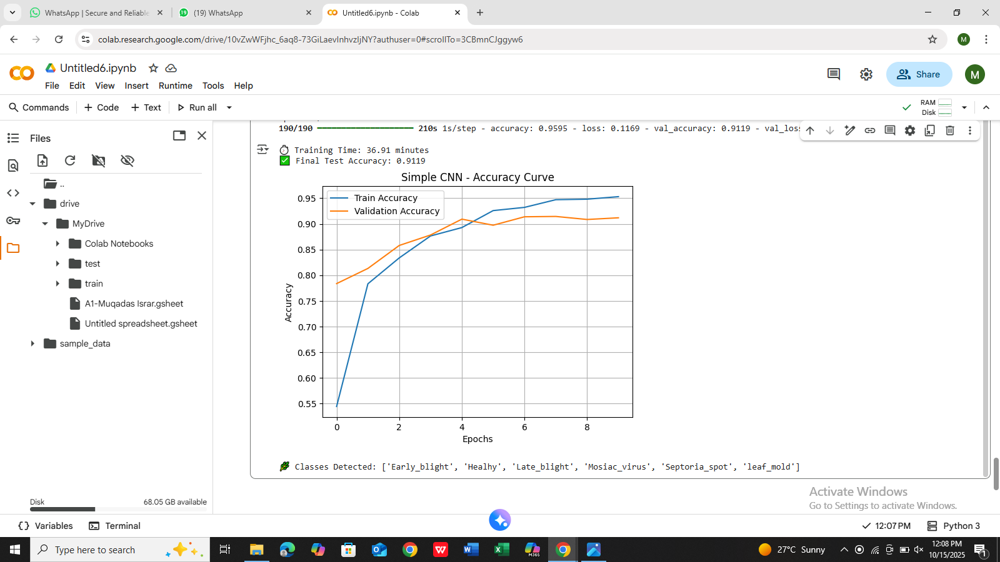 WhatsApp | Secure and Reliable
(19) WhatsApp
Untitled6.ipynb - Colab
colab.research.google.com/drive/10vZwWFjhc_6aq8-73GiLaevInhvzIjNY?authuser=0#scrollTo=3CBmnCJggyw6
M
Untitled6.ipynb
File Edit View Insert Runtime Tools Help
Share
M
Commands + Code + Text Run all
RAM
Disk
Files
..
drive
MyDrive
Colab Notebooks
test
train
A1-Muqadas Israr.gsheet
Untitled spreadsheet.gsheet
sample_data
Disk 68.05 GB available
190/190 210s 1s/step - accuracy: 0.9595 - loss: 0.1169 - val_accuracy: 0.9119 - val_los
Training Time: 36.91 minutes
Final Test Accuracy: 0.9119
Simple CNN - Accuracy Curve
Train Accuracy
Validation Accuracy
0.95
0.90
0.85
0.80
0.75
0.70
0.65
0.60
0.55
Accuracy
0 2 4 6 8
Epochs
Classes Detected: ['Early_blight', 'Healhy', 'Late_blight', 'Mosiac_virus', 'Septoria_spot', 'leaf_mold']
Activate Windows
Go to Settings to activate Windows.
Variables Terminal
12:07 PM Python 3
Type here to search
M365
27°C Sunny
12:08 PM
10/15/2025
1